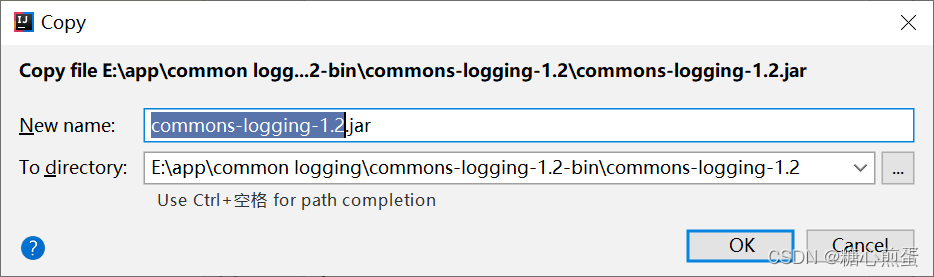 Copy
Copy file E:\app\common logg...2-bin\commons-logging-1.2\commons-logging-1.2.jar
New name: commons-logging-1.2.jar
To directory: E:\app\common logging\commons-logging-1.2-bin\commons-logging-1.2 ...
Use Ctrl+空格 for path completion
? OK Cancel
CSDN @糖心煎蛋